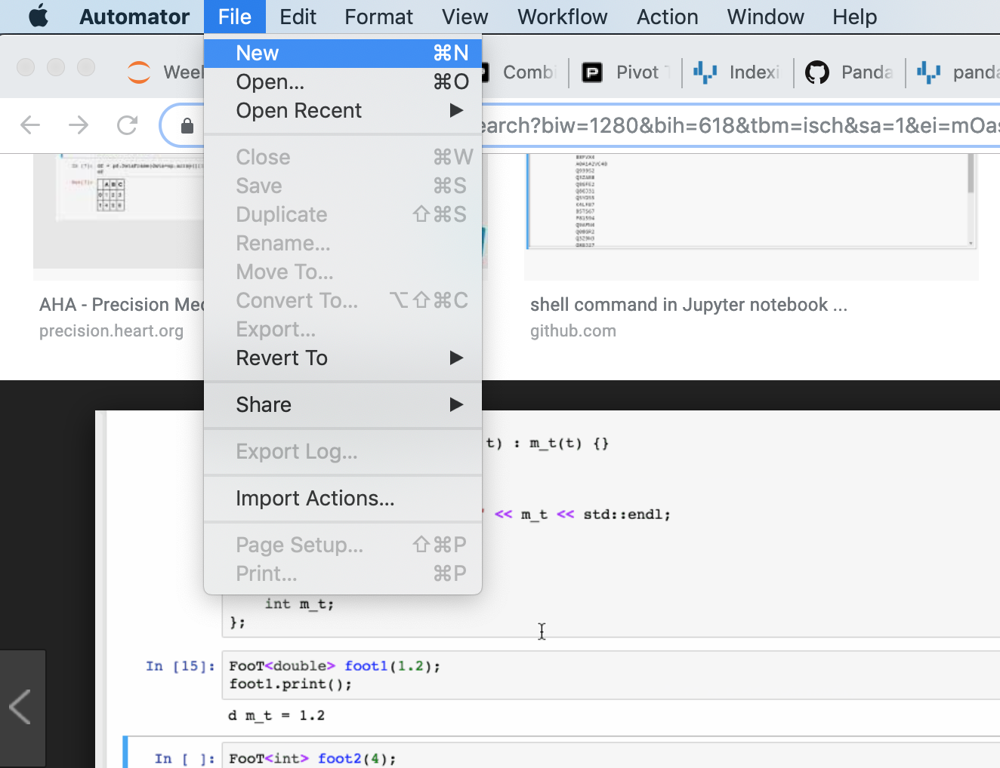 Automator File Edit Format View Workflow Action Window Help
New ⌘N
Open... ⌘O
Open Recent ▶
Close ⌘W
Save ⌘S
Duplicate ⇧⌘S
Rename...
Move To...
Convert To... ⌥⇧⌘C
Export...
Revert To ▶
Share ▶
Export Log...
Import Actions...
Page Setup... ⇧⌘P
Print... ⌘P
Weel Combi Pivot T Indexi Panda panda
earch?biw=1280&bih=618&tbm=isch&sa=1&ei=mOas
AHA - Precision Med
precision.heart.org
shell command in Jupyter notebook ...
github.com
t) : m_t(t) {}
<< m_t << std::endl;
int m_t;
};
In [15]: FooT<double> foot1(1.2);
foot1.print();
d m_t = 1.2
In [ ]: FooT<int> foot2(4);